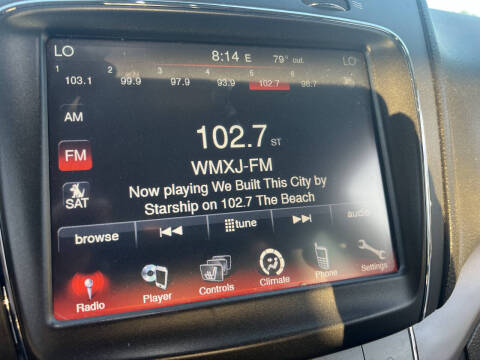 LO 8:14 E 79° out. LO
1 2 3 4 5 6
103.1 99.9 97.9 93.9 102.7 98.7
AM
FM
SAT
102.7 ST
WMXJ-FM
Now playing We Built This City by
Starship on 102.7 The Beach
browse tune audio
Radio Player Controls Climate Phone Settings